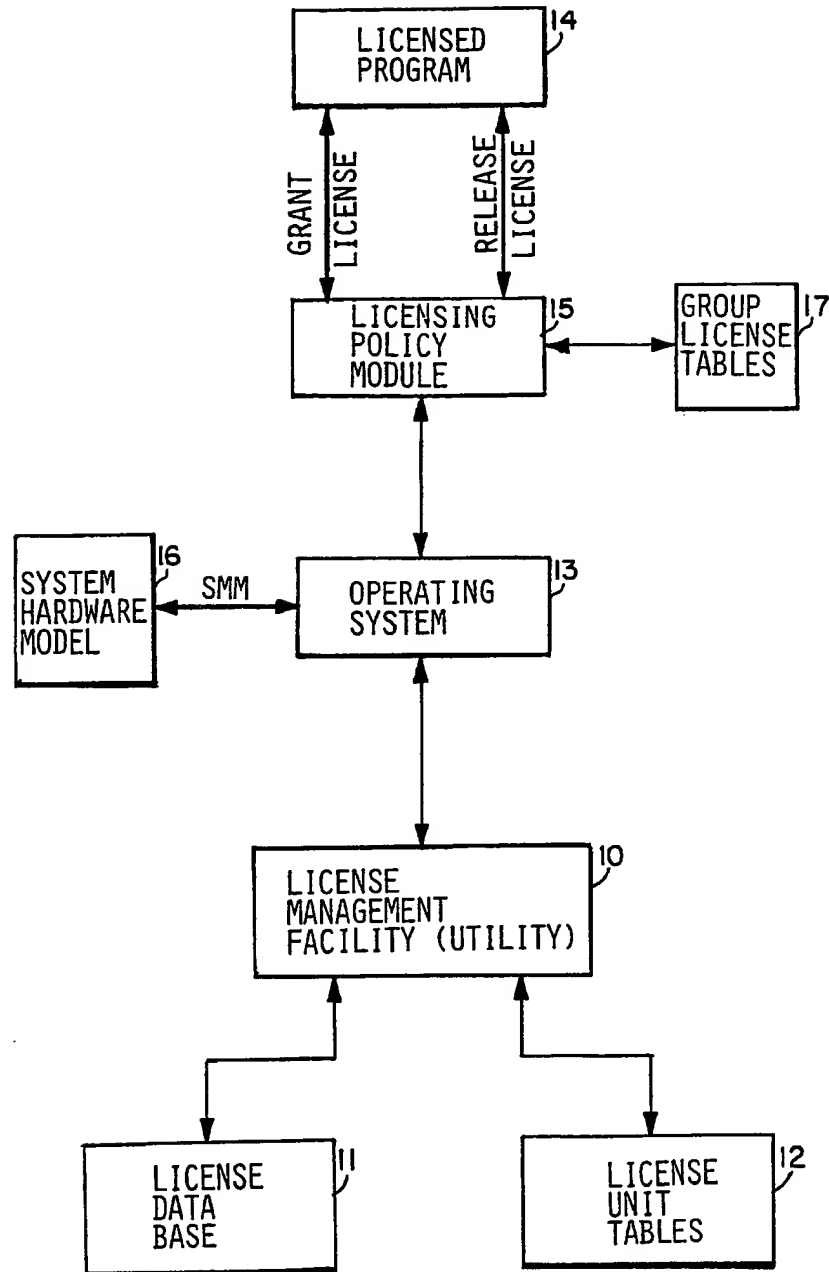 LICENSED
PROGRAM
14
GRANT
LICENSE
RELEASE
LICENSE
LICENSING
POLICY
MODULE
15
GROUP
LICENSE
TABLES
17
SYSTEM
HARDWARE
MODEL
16
SMM
OPERATING
SYSTEM
13
LICENSE
MANAGEMENT
FACILITY (UTILITY)
10
LICENSE
DATA
BASE
11
LICENSE
UNIT
TABLES
12